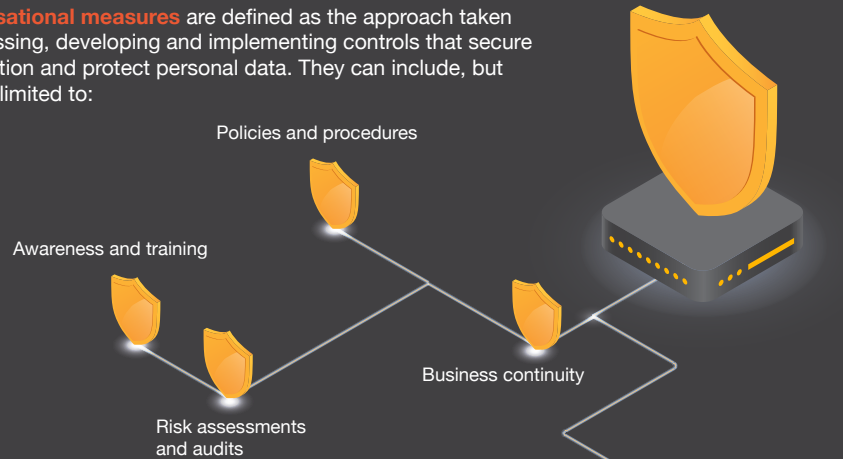 sational measures are defined as the approach taken
ssing, developing and implementing controls that secure
tion and protect personal data. They can include, but
limited to:
Policies and procedures
Awareness and training
Business continuity
Risk assessments
and audits